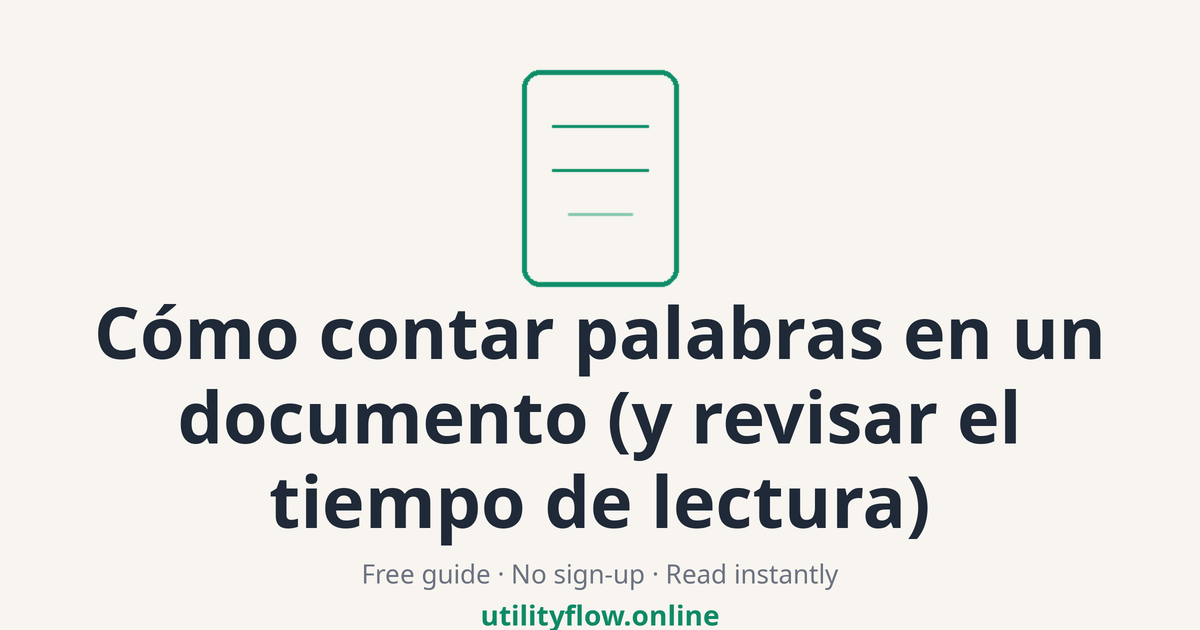 Cómo contar palabras en un
documento (y revisar el
tiempo de lectura)
Free guide · No sign-up · Read instantly
utilityflow.online